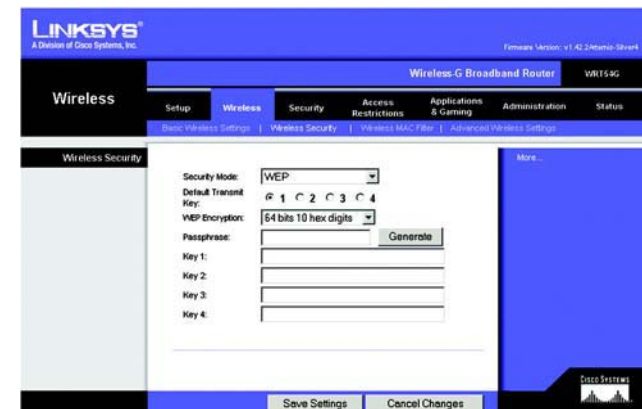 LINKSYS®
A Division of Cisco Systems, Inc.
Firmware Version: v1.42.2
Wireless-G Broadband Router WRT54G
Wireless
Setup Wireless Security Access Restrictions Applications & Gaming Administration Status
Basic Wireless Settings | Wireless Security | Wireless MAC Filter | Advanced Wireless Settings
Wireless Security
More...
Security Mode: WEP
Default Transmit Key: 1 2 3 4
WEP Encryption: 64 bits 10 hex digits
Passphrase: Generate
Key 1:
Key 2:
Key 3:
Key 4:
Save Settings Cancel Changes
CISCO SYSTEMS